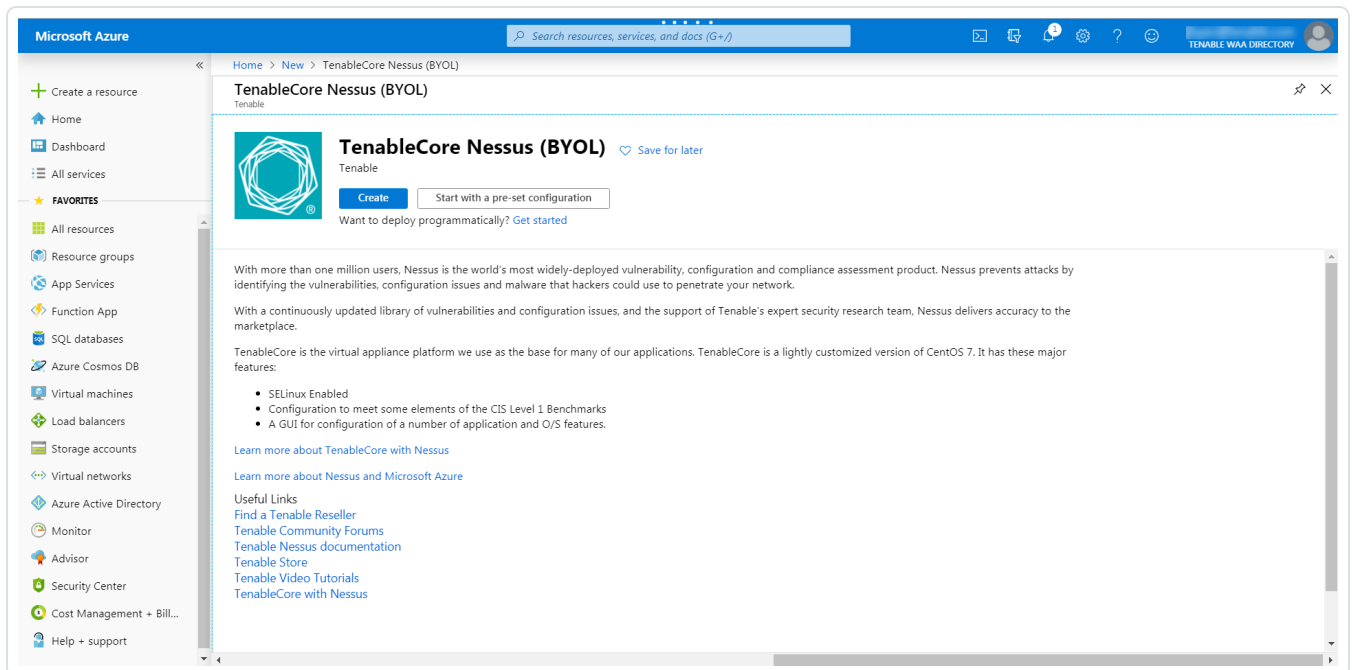 Microsoft Azure
Search resources, services, and docs (G+/)
1
TENABLE WAA DIRECTORY
«
Home > New > TenableCore Nessus (BYOL)
Create a resource
Home
Dashboard
All services
FAVORITES
All resources
Resource groups
App Services
Function App
SQL databases
Azure Cosmos DB
Virtual machines
Load balancers
Storage accounts
Virtual networks
Azure Active Directory
Monitor
Advisor
Security Center
Cost Management + Bill...
Help + support
TenableCore Nessus (BYOL)
Tenable
TenableCore Nessus (BYOL)
Save for later
Tenable
Create
Start with a pre-set configuration
Want to deploy programmatically? Get started
With more than one million users, Nessus is the world's most widely-deployed vulnerability, configuration and compliance assessment product. Nessus prevents attacks by
identifying the vulnerabilities, configuration issues and malware that hackers could use to penetrate your network.
With a continuously updated library of vulnerabilities and configuration issues, and the support of Tenable's expert security research team, Nessus delivers accuracy to the
marketplace.
TenableCore is the virtual appliance platform we use as the base for many of our applications. TenableCore is a lightly customized version of CentOS 7. It has these major
features:
• SELinux Enabled
• Configuration to meet some elements of the CIS Level 1 Benchmarks
• A GUI for configuration of a number of application and O/S features.
Learn more about TenableCore with Nessus
Learn more about Nessus and Microsoft Azure
Useful Links
Find a Tenable Reseller
Tenable Community Forums
Tenable Nessus documentation
Tenable Store
Tenable Video Tutorials
TenableCore with Nessus